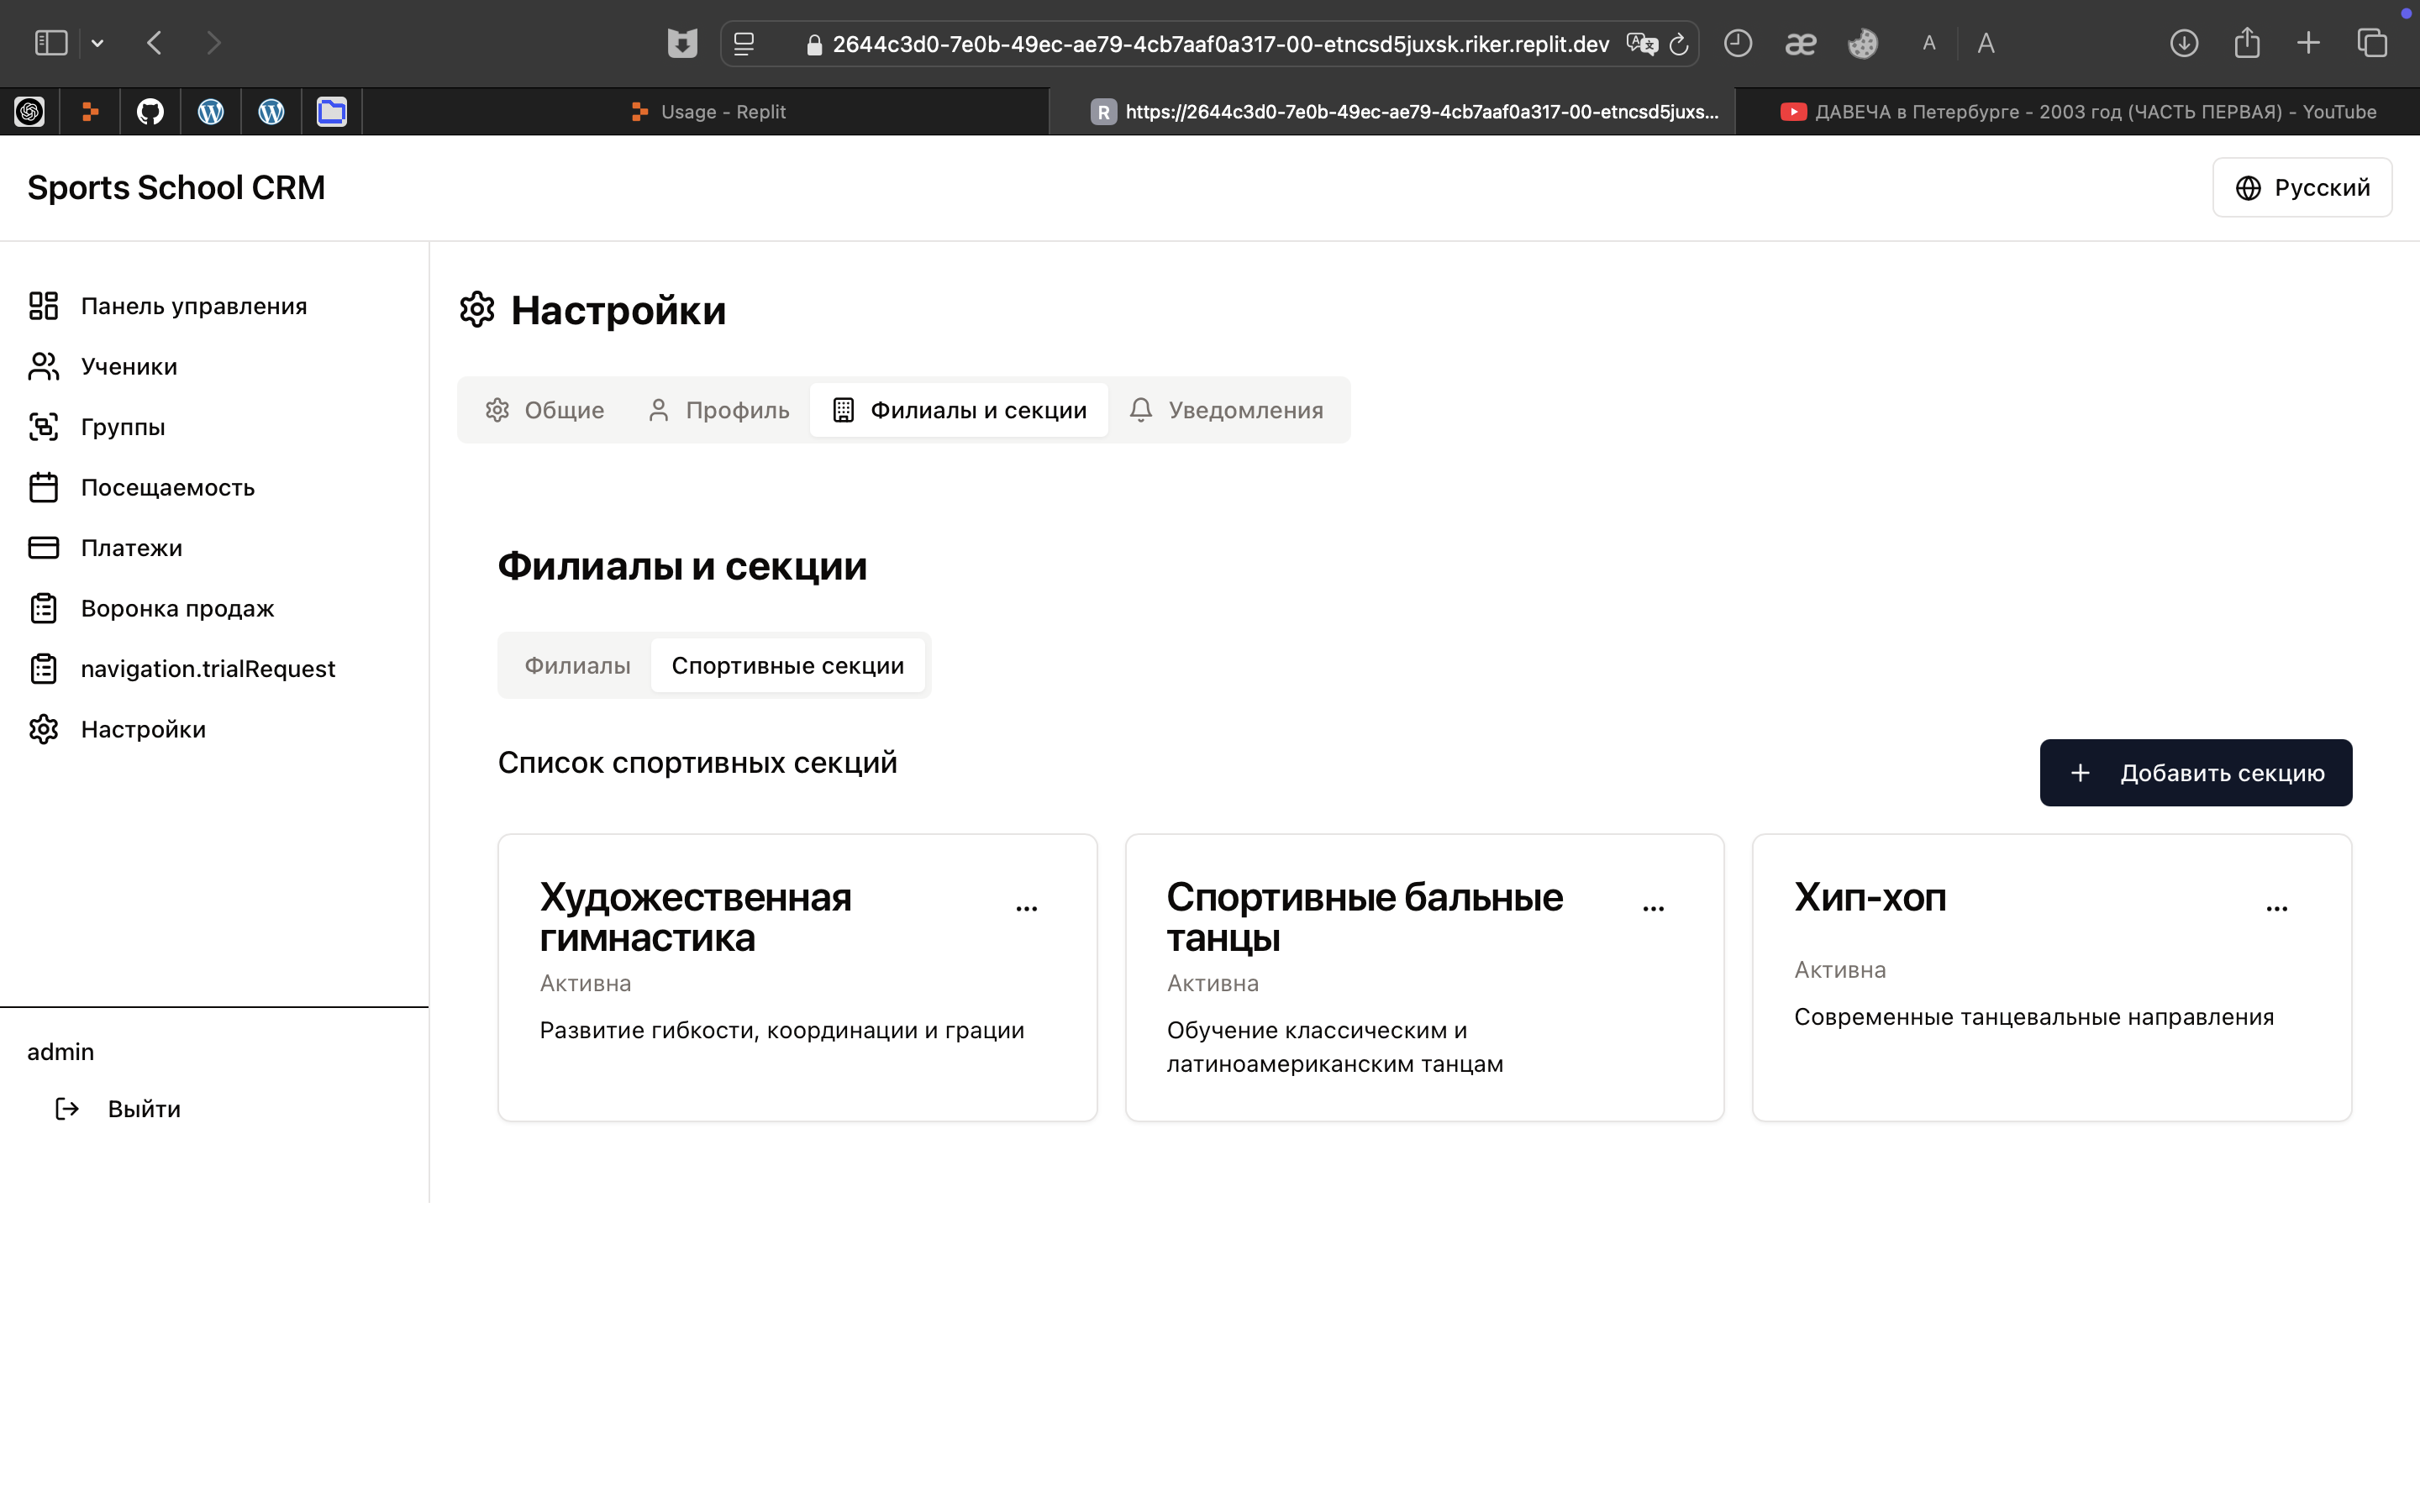 2644c3d0-7e0b-49ec-ae79-4cb7aaf0a317-00-etncsd5juxsk.riker.replit.dev
æ A A
Usage - Replit
R https://2644c3d0-7e0b-49ec-ae79-4cb7aaf0a317-00-etncsd5juxs...
ДАВЕЧА в Петербурге - 2003 год (ЧАСТЬ ПЕРВАЯ) - YouTube
Sports School CRM
Русский
Панель управления
Ученики
Группы
Посещаемость
Платежи
Воронка продаж
navigation.trialRequest
Настройки
admin
Выйти
Настройки
Общие
Профиль
Филиалы и секции
Уведомления
Филиалы и секции
Филиалы
Спортивные секции
Список спортивных секций
+ Добавить секцию
Художественная
гимнастика
...
Активна
Развитие гибкости, координации и грации
Спортивные бальные
танцы
...
Активна
Обучение классическим и
латиноамериканским танцам
Хип-хоп
...
Активна
Современные танцевальные направления